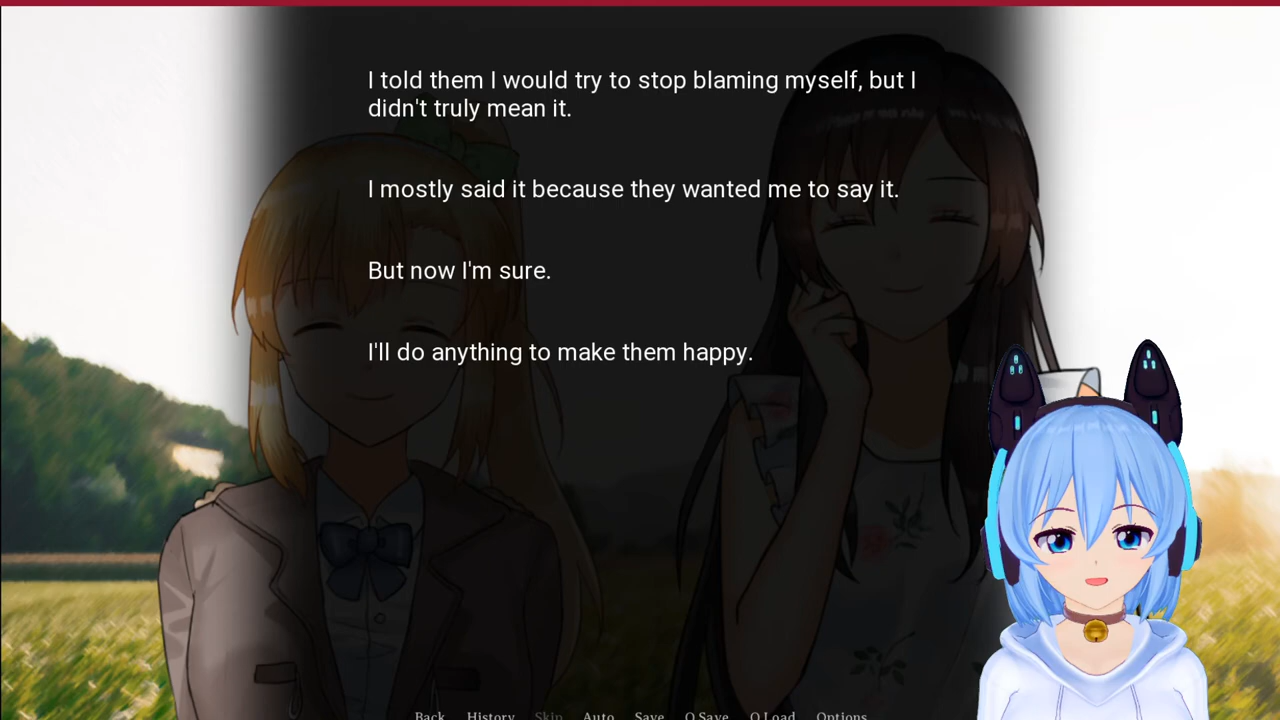 I told them I would try to stop blaming myself, but I
didn't truly mean it.
I mostly said it because they wanted me to say it.
But now I'm sure.
I'll do anything to make them happy.
Back History Skip Auto Save Q.Save Q.Load Options